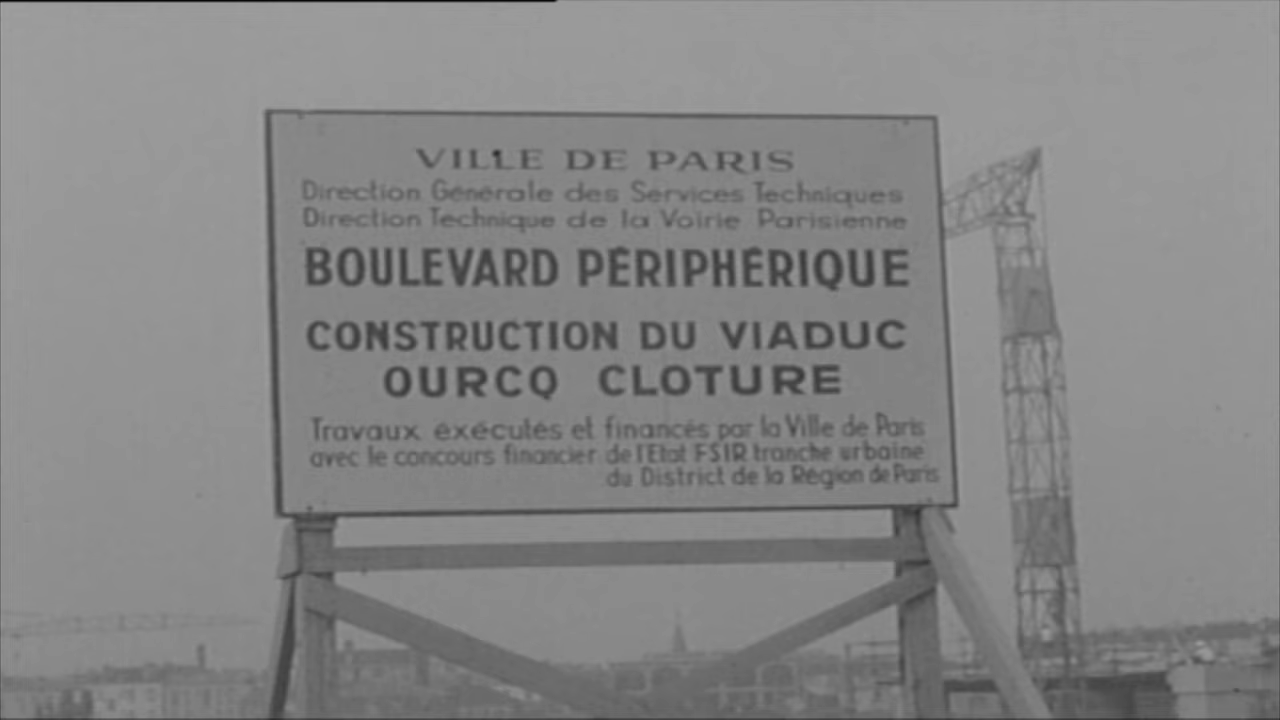 VILLE DE PARIS
Direction Générale des Services Techniques
Direction Technique de la Voirie Parisienne
BOULEVARD PÉRIPHÉRIQUE
CONSTRUCTION DU VIADUC
OURCQ CLOTURE
Travaux exécutés et financés par la Ville de Paris
avec le concours financier de l'Etat FSIR tranche urbaine
du District de la Région de Paris